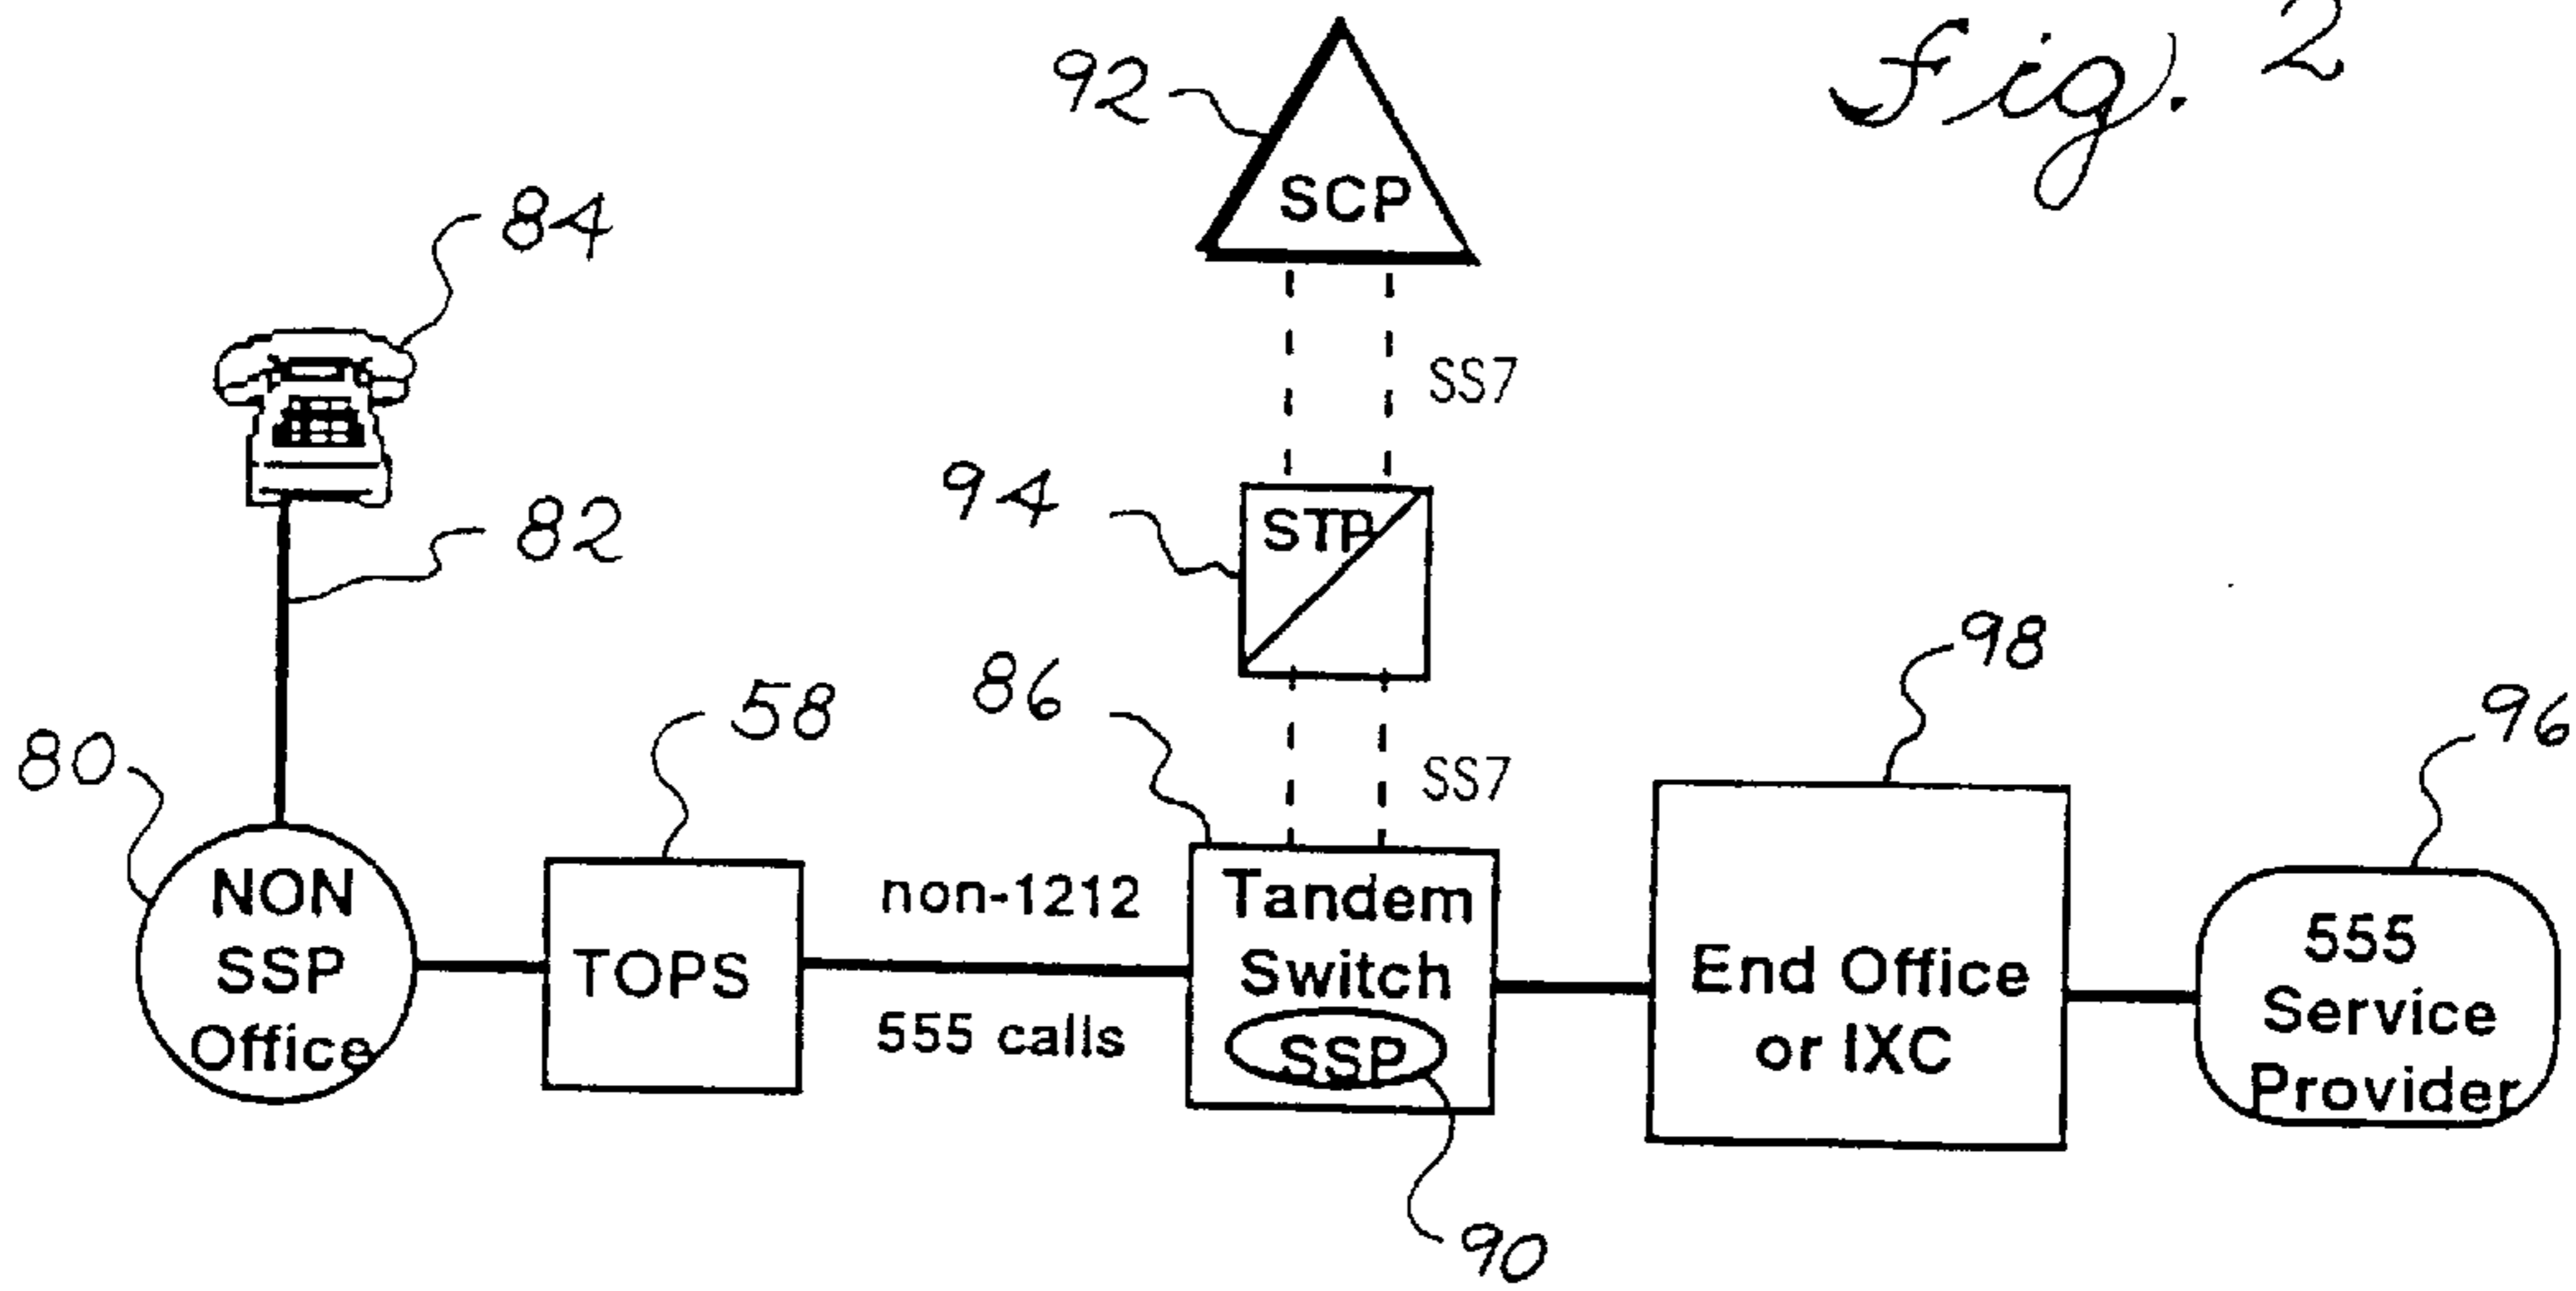 Fig. 2
92
SCP
84
SS7
94
STP
82
86
SS7
98
58
96
80
NON
SSP
Office
TOPS
non-1212
555 calls
Tandem
Switch
SSP
End Office
or IXC
555
Service
Provider
90